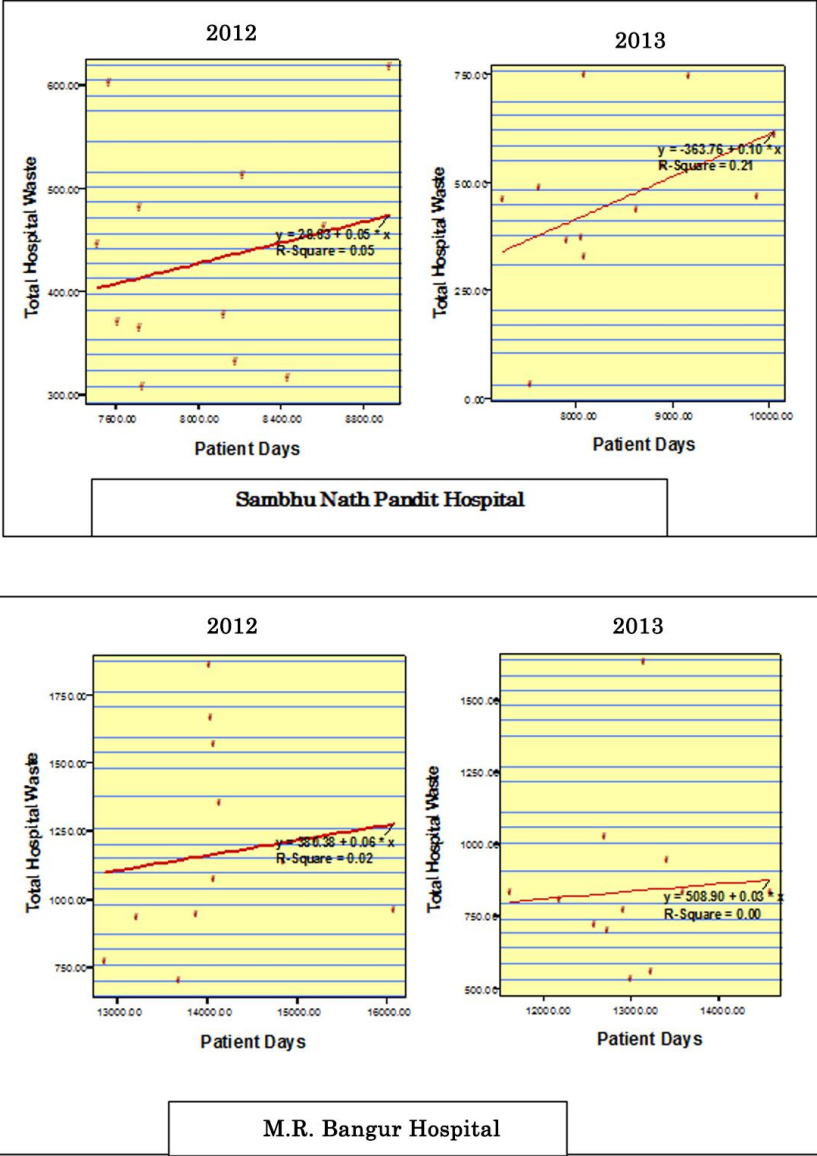 2012
2013
600.00
500.00
400.00
300.00
Total Hospital Waste
y = 28.83 + 0.05 * x
R-Square = 0.05
7600.00 8000.00 8400.00 8800.00
Patient Days
750.00
500.00
250.00
0.00
Total Hospital Waste
y = -363.76 + 0.10 * x
R-Square = 0.21
8000.00 9000.00 10000.00
Patient Days
Sambhu Nath Pandit Hospital
2012
2013
1750.00
1500.00
1250.00
1000.00
750.00
Total Hospital Waste
y = 386.38 + 0.06 * x
R-Square = 0.02
13000.00 14000.00 15000.00 16000.00
Patient Days
1500.00
1250.00
1000.00
750.00
500.00
Total Hospital Waste
y = 508.90 + 0.03 * x
R-Square = 0.00
12000.00 13000.00 14000.00
Patient Days
M.R. Bangur Hospital